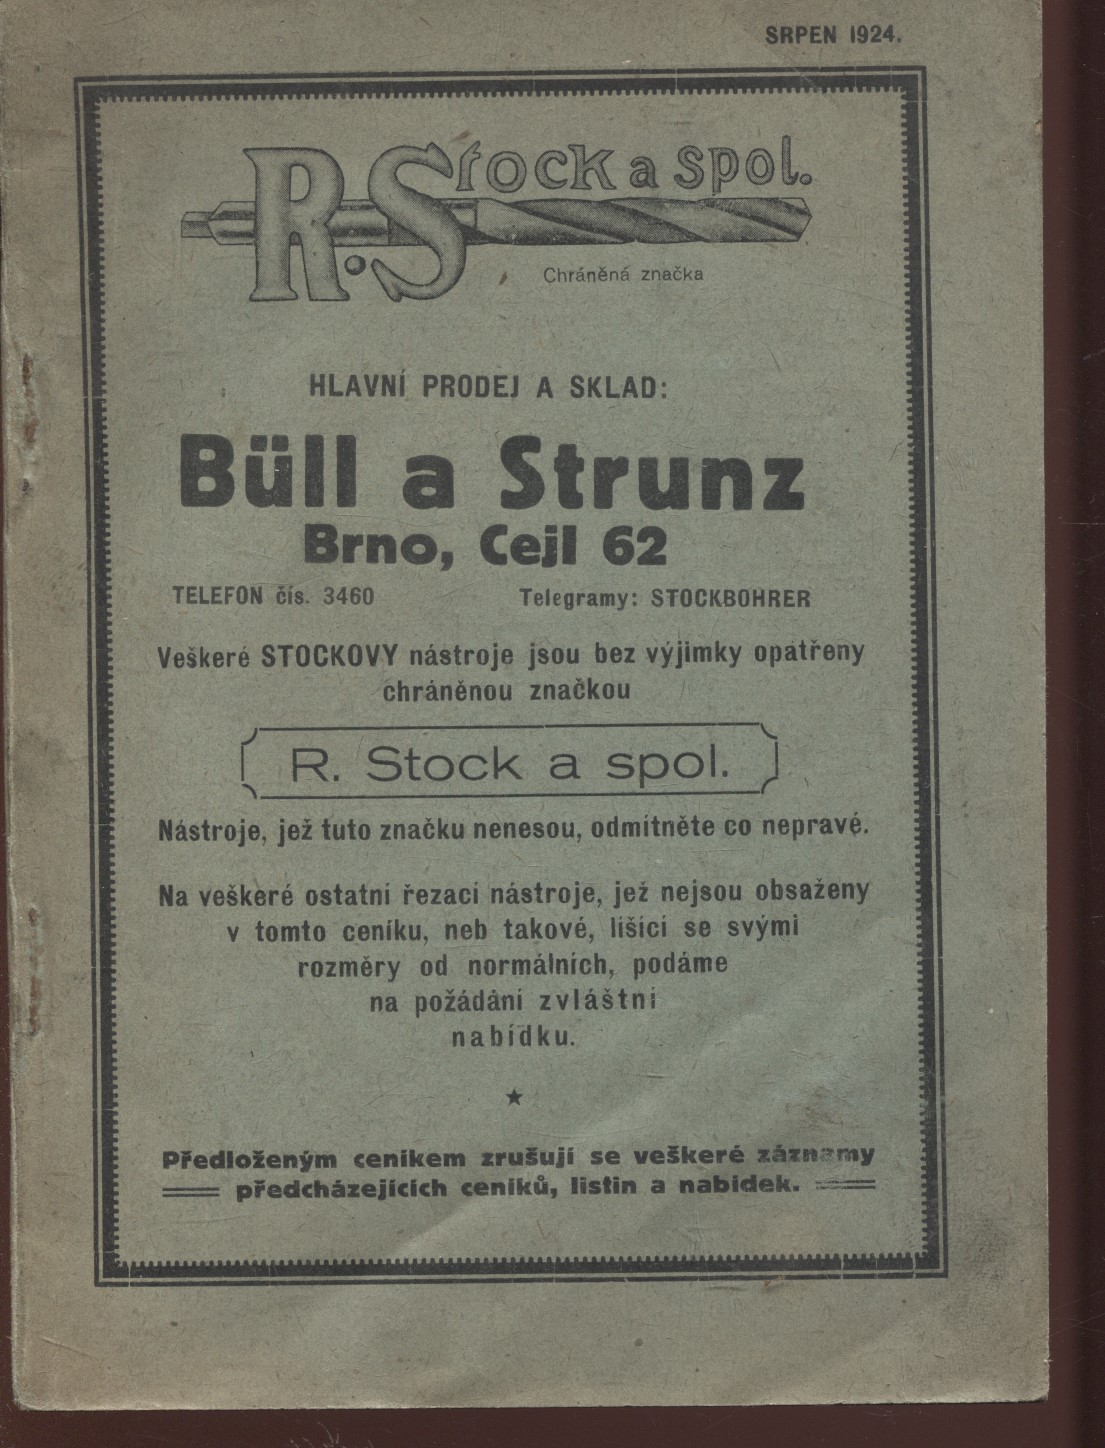 SRPEN 1924.
R. Stock a spol.
Chráněná značka
HLAVNÍ PRODEJ A SKLAD:
Büll a Strunz
Brno, Cejl 62
TELEFON čís. 3460 Telegramy: STOCKBOHRER
Veškeré STOCKOVY nástroje jsou bez výjimky opatřeny
chráněnou značkou
R. Stock a spol.
Nástroje, jež tuto značku nenesou, odmítněte co nepravé.
Na veškeré ostatní řezací nástroje, jež nejsou obsaženy
v tomto ceníku, neb takové, lišící se svými
rozměry od normálních, podáme
na požádání zvláštní
nabídku.
Předloženým ceníkem zrušují se veškeré záznamy
předcházejících ceníků, listin a nabídek.